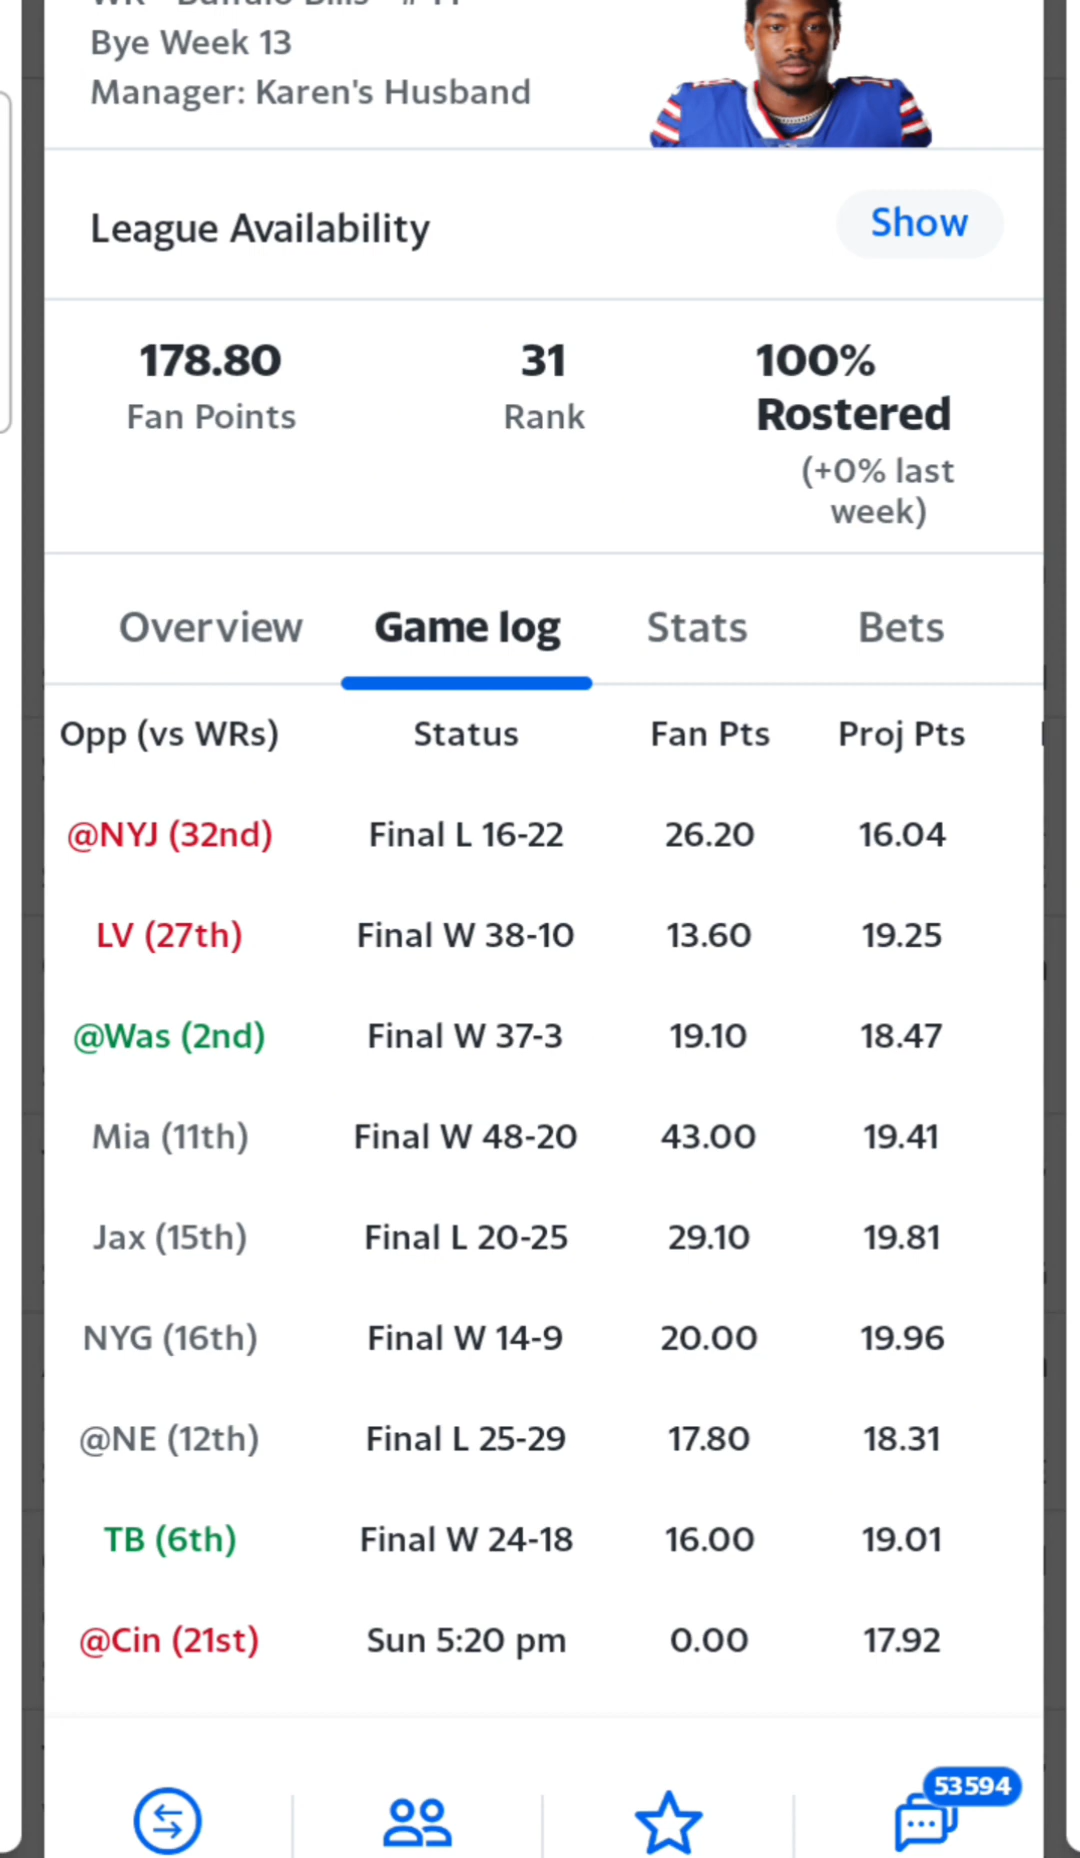 Bye Week 13
Manager: Karen's Husband
League Availability
Show
178.80
Fan Points
31
Rank
100%
Rostered
(+0% last
week)
Overview Game log Stats Bets
Opp (vs WRs) Status Fan Pts Proj Pts
@NYJ (32nd) Final L 16-22 26.20 16.04
LV (27th) Final W 38-10 13.60 19.25
@Was (2nd) Final W 37-3 19.10 18.47
Mia (11th) Final W 48-20 43.00 19.41
Jax (15th) Final L 20-25 29.10 19.81
NYG (16th) Final W 14-9 20.00 19.96
@NE (12th) Final L 25-29 17.80 18.31
TB (6th) Final W 24-18 16.00 19.01
@Cin (21st) Sun 5:20 pm 0.00 17.92
53594